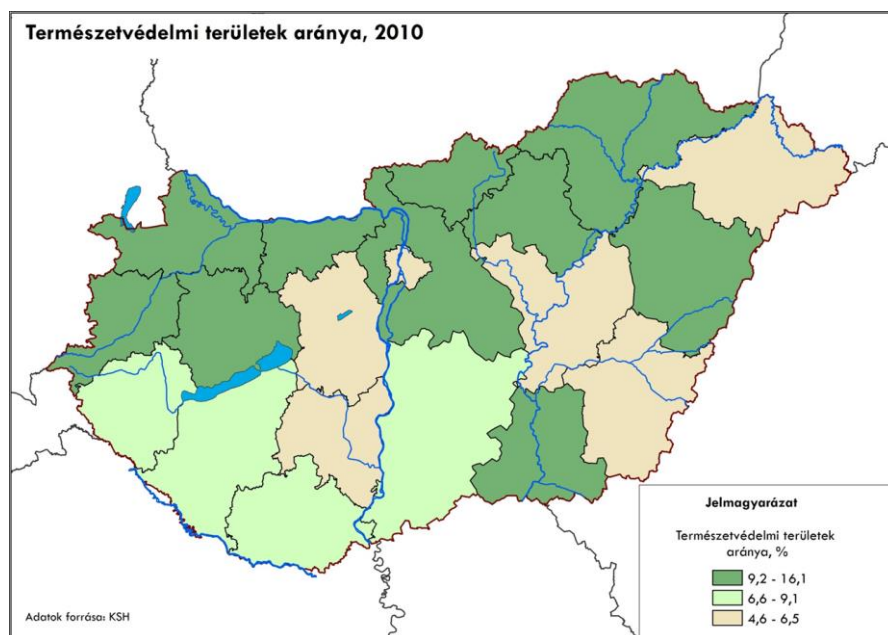 Természetvédelmi területek aránya, 2010
Jelmagyarázat
Természetvédelmi területek
aránya, %
9,2 - 16,1
6,6 - 9,1
4,6 - 6,5
Adatok forrása: KSH